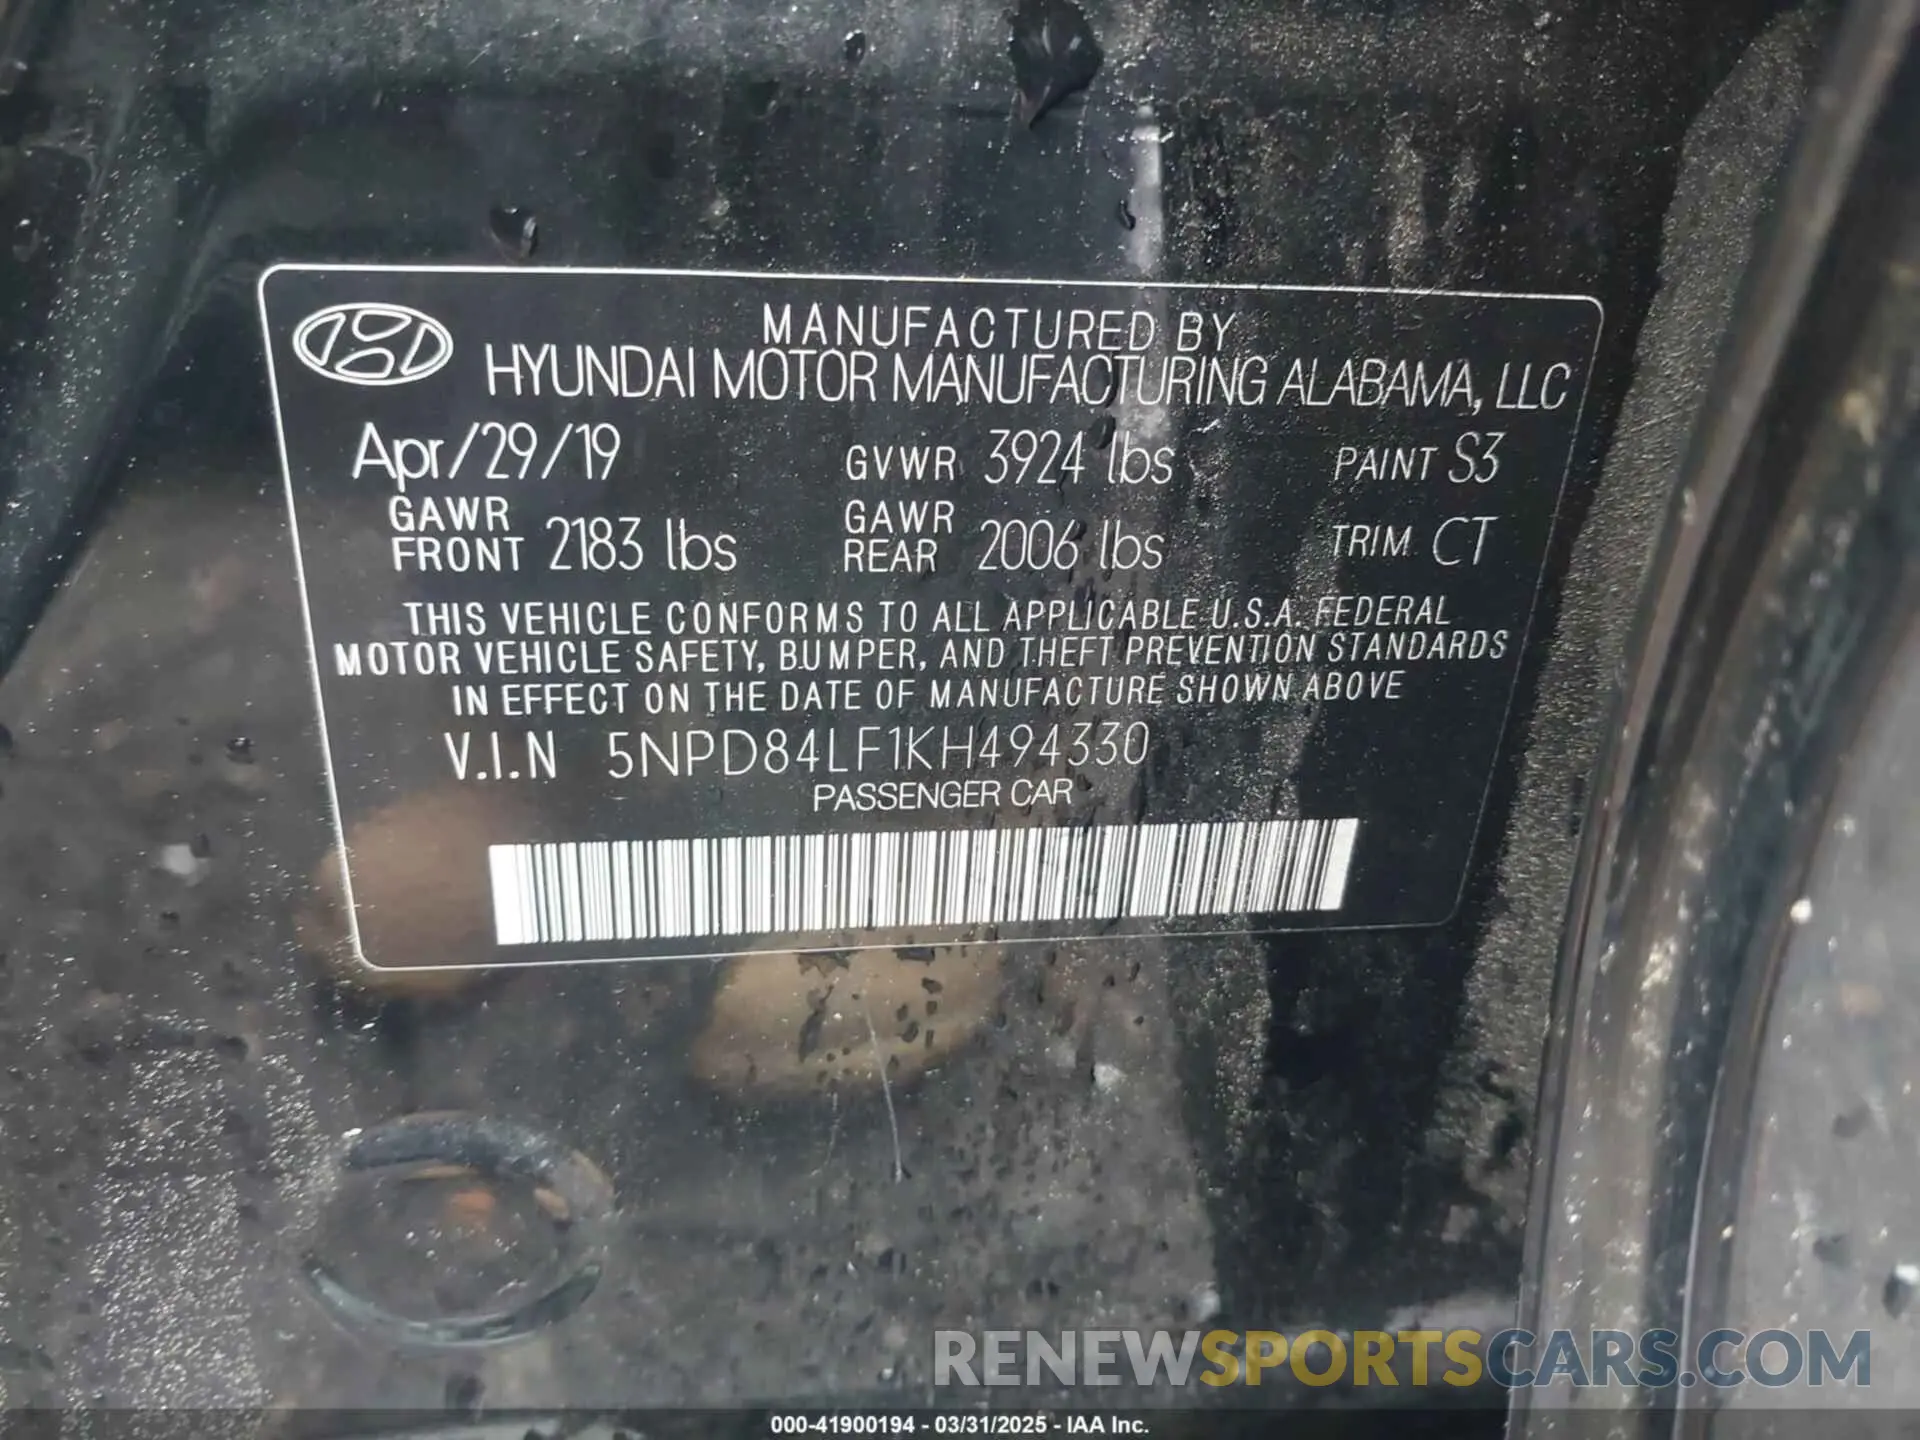 MANUFACTURED BY
HYUNDAI MOTOR MANUFACTURING ALABAMA, LLC
Apr/29/19 GVWR 3924 lbs PAINT S3
GAWR FRONT 2183 lbs GAWR REAR 2006 lbs TRIM CT
THIS VEHICLE CONFORMS TO ALL APPLICABLE U.S.A. FEDERAL
MOTOR VEHICLE SAFETY, BUMPER, AND THEFT PREVENTION STANDARDS
IN EFFECT ON THE DATE OF MANUFACTURE SHOWN ABOVE
V.I.N 5NPD84LF1KH494330
PASSENGER CAR
RENEWSPORTSCARS.COM
000-41900194 - 03/31/2025 - IAA Inc.